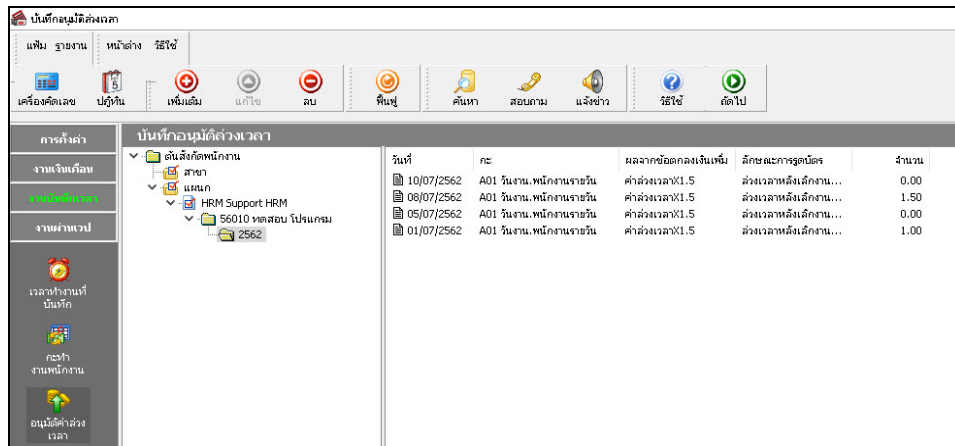 บันทึกอนุมัติล่วงเวลา
แฟ้ม รายงาน หน้าต่าง วิธีใช้
เครื่องคิดเลข ปฏิทิน เพิ่มเติม แก้ไข ลบ ฟื้นฟู ค้นหา สอบถาม แจ้งข่าว วิธีใช้ ถัดไป
การตั้งค่า
งานเงินเดือน
งานบันทึกเวลา
งานผ่านเวป
เวลาทำงานที่
บันทึก
กะทำ
งานพนักงาน
อนุมัติค่าล่วง
เวลา
บันทึกอนุมัติล่วงเวลา
ต้นสังกัดพนักงาน
สาขา
แผนก
HRM Support HRM
56010 ทดสอบ โปรแกรม
2562
วันที่ กะ ผลจากข้อตกลงเงินเพิ่ม ลักษณะการรูดบัตร จำนวน
10/07/2562 A01 วันงาน.พนักงานรายวัน ค่าล่วงเวลาX1.5 ล่วงเวลาหลังเลิกงาน... 0.00
08/07/2562 A01 วันงาน.พนักงานรายวัน ค่าล่วงเวลาX1.5 ล่วงเวลาหลังเลิกงาน... 1.50
05/07/2562 A01 วันงาน.พนักงานรายวัน ค่าล่วงเวลาX1.5 ล่วงเวลาหลังเลิกงาน... 0.00
01/07/2562 A01 วันงาน.พนักงานรายวัน ค่าล่วงเวลาX1.5 ล่วงเวลาหลังเลิกงาน... 1.00